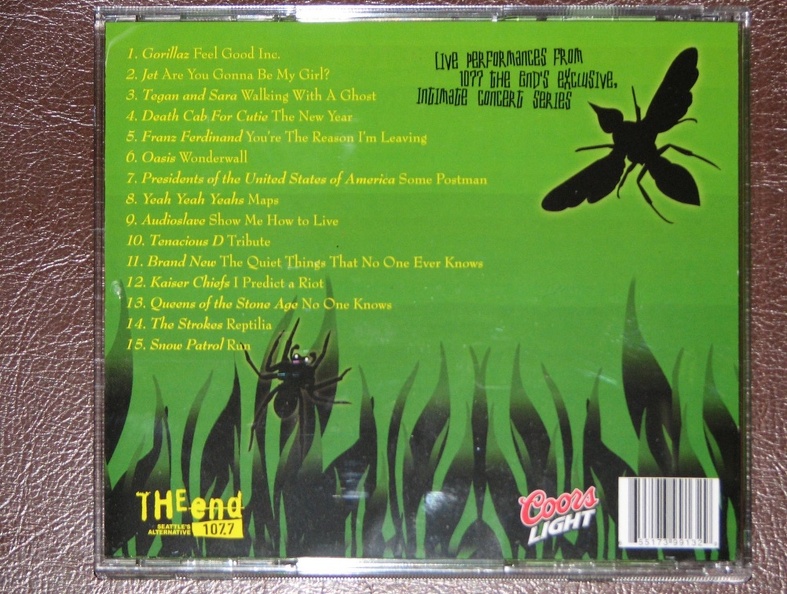 1. Gorillaz Feel Good Inc.
2. Jet Are You Gonna Be My Girl?
3. Tegan and Sara Walking With A Ghost
4. Death Cab For Cutie The New Year
5. Franz Ferdinand You're The Reason I'm Leaving
6. Oasis Wonderwall
7. Presidents of the United States of America Some Postman
8. Yeah Yeah Yeahs Maps
9. Audioslave Show Me How to Live
10. Tenacious D Tribute
11. Brand New The Quiet Things That No One Ever Knows
12. Kaiser Chiefs I Predict a Riot
13. Queens of the Stone Age No One Knows
14. The Strokes Reptilia
15. Snow Patrol Run
Live performances from
1077 the end's exclusive,
intimate concert series
THE end
SEATTLE'S
ALTERNATIVE 107.7
Coors
LIGHT